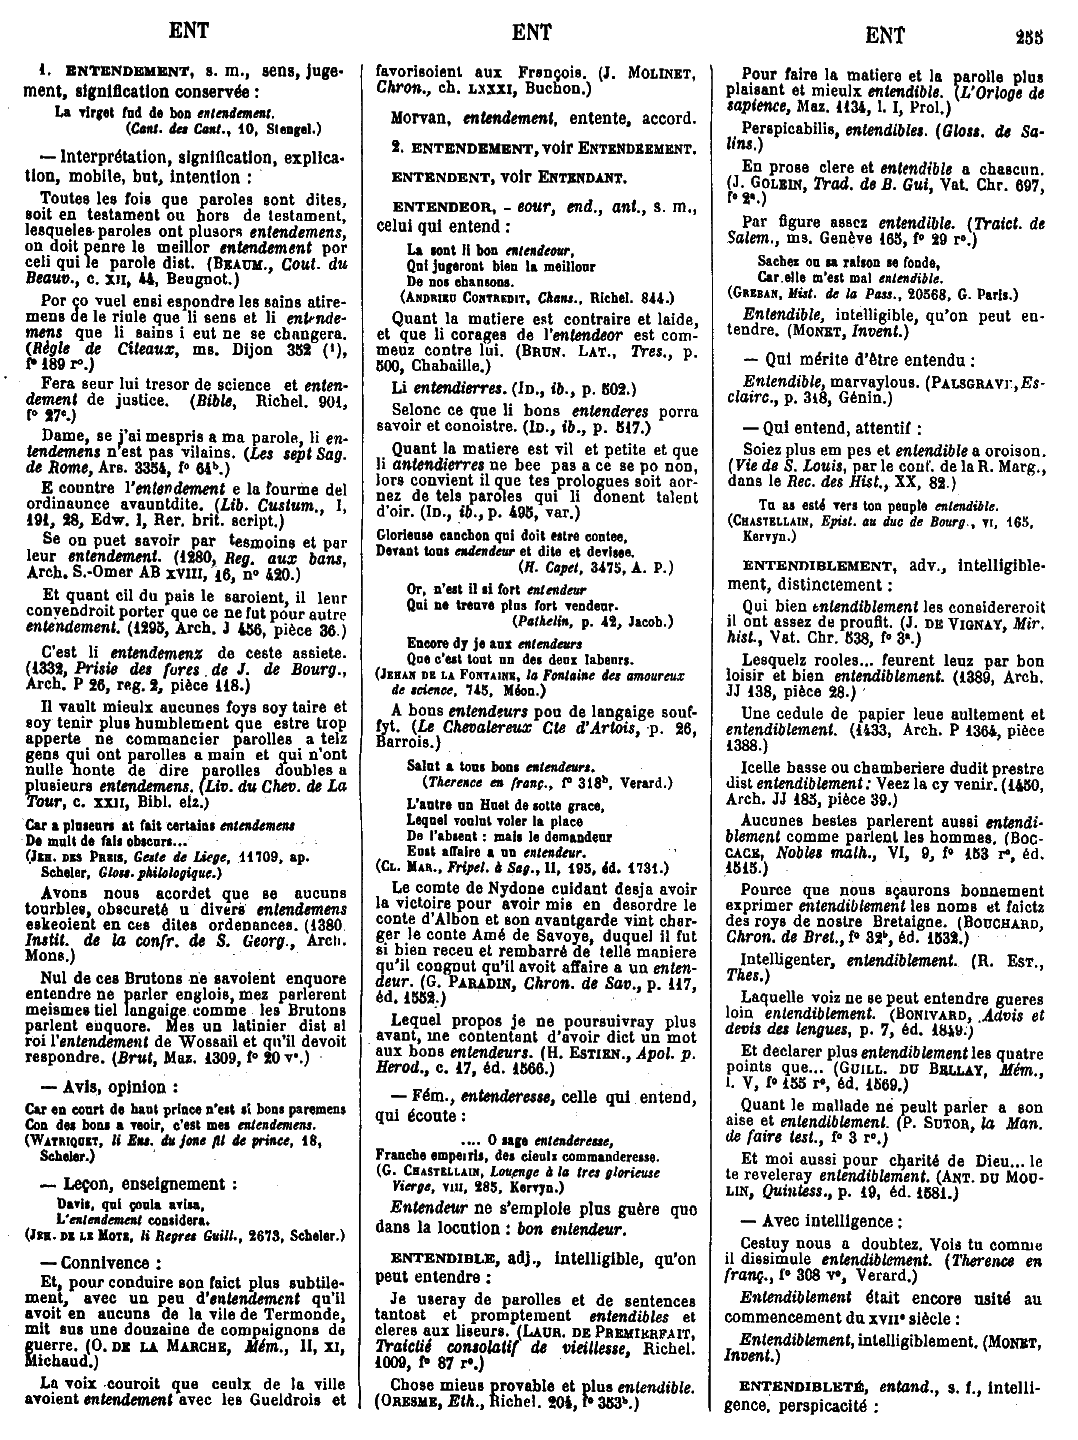 ENT
ENT
ENT
255
1. ENTENDEMENT, s. m., sens, juge-
ment, signification conservée :
La virget fud de bon entendement.
(Cant. des Cant., 10, Stengel.)
— Interprétation, signification, explica-
tion, mobile, but, intention :
Toutes les fois que paroles sont dites,
soit en testament ou hors de testament,
lesqueles paroles ont plusors entendemens,
on doit penre le meillor entendement por
celi qui le parole dist. (BEAUM., Cout. du
Beauv., c. XII, 44, Beugnot.)
Por ço vuel ensi espondre les sains atire-
mens de le riule que li sens et li entende-
mens que li sains i eut ne se changera.
(Règle de Citeaux, ms. Dijon 352 (¹),
f° 189 r°.)
Fera seur lui tresor de science et enten-
dement de justice. (Bible, Richel. 901,
f° 27ᶜ.)
Dame, se j'ai mespris a ma parole, li en-
tendemens n'est pas vilains. (Les sept Sag.
de Rome, Ars. 3354, f° 64ᵇ.)
E countre l'entendement e la fourme del
ordinaunce avauntdite. (Lib. Custum., I,
191, 28, Edw. I, Rer. brit. script.)
Se on puet savoir par tesmoins et par
leur entendement. (1280, Reg. aux bans,
Arch. S.-Omer AB XVIII, 16, n° 420.)
Et quant cil du pais le saroient, il leur
convendroit porter que ce ne fut pour autre
entendement. (1295, Arch. J 456, pièce 36.)
C'est li entendemenz de ceste assiete.
(1332, Prisie des fores de J. de Bourg.,
Arch. P 26, reg. 2, pièce 118.)
Il vault mieulx aucunes foys soy taire et
soy tenir plus humblement que estre trop
apperte ne commancier parolles a telz
gens qui ont parolles a main et qui n'ont
nulle honte de dire parolles doubles a
plusieurs entendemens. (Liv. du Chev. de La
Tour, c. XXII, Bibl. elz.)
Car a pluseurs at fait certains entendemens
De mult de fais obscurs...
(JEH. DES PREIS, Geste de Liege, 11709, ap.
Scheler, Gloss. philologique.)
Avons nous acordet que se aucuns
tourbles, obscureté u divers entendemens
eskeoient en ces dites ordenances. (1380
Instit. de la confr. de S. Georg., Arch.
Mons.)
Nul de ces Brutons ne savoient enquore
entendre ne parler englois, mez parlerent
meismes tiel langaige comme les Brutons
parlent enquore. Mes un latinier dist al
roi l'entendement de Wossail et qu'il devoit
respondre. (Brut, Maz. 1309, f° 20 v°.)
— Avis, opinion :
Car en court de haut prince n'est si bons paremens
Con des bons a veoir, c'est mes entendemens.
(WATRIQUET, li Ens. du jone fil de prince, 18,
Scheler.)
— Leçon, enseignement :
Davis, qui çoula avisa,
L'entendement considera.
(JEH. DE LE MOTE, li Regres Guill., 2673, Scheler.)
— Connivence :
Et, pour conduire son faict plus subtile-
ment, avec un peu d'entendement qu'il
avoit en aucuns de la vile de Termonde,
mit sus une douzaine de compaignons de
guerre. (O. DE LA MARCHE, Mém., II, XI,
Michaud.)
La voix couroit que ceulx de la ville
avoient entendement avec les Gueldrois et
favorisoient aux François. (J. MOLINET,
Chron., ch. LXXXI, Buchon.)
Morvan, entendement, entente, accord.
2. ENTENDEMENT, voir ENTENDREMENT.
ENTENDENT, voir ENTENDANT.
ENTENDEOR, - eour, end., ant., s. m.,
celui qui entend :
La sont li bon entendeour,
Qui jugeront bien la meillour
De nos chansons.
(ANDRIEU CONTREDIT, Chans., Richel. 844.)
Quant la matiere est contraire et laide,
et que li corages de l'entendeor est com-
meuz contre lui. (BRUN. LAT., Tres., p.
500, Chabaille.)
Li entendierres. (ID., ib., p. 502.)
Selonc ce que li bons entenderes porra
savoir et conoistre. (ID., ib., p. 517.)
Quant la matiere est vil et petite et que
li antendierres ne bee pas a ce se po non,
lors convient il que tes prologues soit aor-
nez de tels paroles qui li donent talent
d'oir. (ID., ib., p. 495, var.)
Glorieuse canchon qui doit estre contee,
Devant tous endendeur et dite et devisee.
(H. Capet, 3475, A. P.)
Or, n'est il si fort entendeur
Qui ne treuve plus fort vendeur.
(Pathelin, p. 42, Jacob.)
Encore dy je aux entendeurs
Que c'est tout un des deux labeurs.
(JEHAN DE LA FONTAINE, la Fontaine des amoureux
de science, 745, Méon.)
A bons entendeurs pou de langaige souf-
fyt. (Le Chevalereux Cte d'Artois, p. 26,
Barrois.)
Salut a tous bons entendeurs.
(Therence en franç., f° 318ᵇ, Verard.)
L'autre un Huet de sotte grace,
Lequel voulut voler la place
De l'absent : mais le demandeur
Eust affaire a un entendeur.
(CL. MAR., Fripel. à Sag., II, 195, éd. 1731.)
Le comte de Nydone cuidant desja avoir
la victoire pour avoir mis en desordre le
conte d'Albon et son avantgarde vint char-
ger le conte Amé de Savoye, duquel il fut
si bien receu et rembarré de telle maniere
qu'il congnut qu'il avoit affaire a un enten-
deur. (G. PARADIN, Chron. de Sav., p. 117,
éd. 1552.)
Lequel propos je ne poursuivray plus
avant, me contentant d'avoir dict un mot
aux bons entendeurs. (H. ESTIEN., Apol. p.
Herod., c. 17, éd. 1566.)
— Fém., entenderesse, celle qui entend,
qui écoute :
.... O sage entenderesse,
Franche emperis, des cieulx commanderesse.
(G. CHASTELLAIN, Louenge à la tres glorieuse
Vierge, VIII, 285, Kervyn.)
Entendeur ne s'emploie plus guère que
dans la locution : bon entendeur.
ENTENDIBLE, adj., intelligible, qu'on
peut entendre :
Je useray de parolles et de sentences
tantost et promptement entendibles et
cleres aux liseurs. (LAUR. DE PREMIERFAIT,
Traictié consolatif de vieillesse, Richel.
1009, f° 87 r°.)
Chose mieus provable et plus entendible.
(ORESME, Eth., Richel. 204, f° 353ᵇ.)
Pour faire la matiere et la parolle plus
plaisant et mieulx entendible. (L'Orloge de
sapience, Maz. 1134, l. I, Prol.)
Perspicabilis, entendibles. (Gloss. de Sa-
lins.)
En prose clere et entendible a chascun.
(J. GOLEIN, Trad. de B. Gui, Vat. Chr. 697,
f° 2ᵃ.)
Par figure assez entendible. (Traict. de
Salem., ms. Genève 165, f° 29 r°.)
Sachez ou sa raison se fonde,
Car elle m'est mal entendible.
(GREBAN, Mist. de la Pass., 20568, G. Paris.)
Entendible, intelligible, qu'on peut en-
tendre. (MONET, Invent.)
— Qui mérite d'être entendu :
Entendible, marvaylous. (PALSGRAVE, Es-
clairc., p. 318, Génin.)
— Qui entend, attentif :
Soiez plus em pes et entendible a oroison.
(Vie de S. Louis, par le conf. de la R. Marg.,
dans le Rec. des Hist., XX, 82.)
Tu as esté vers ton peuple entendible.
(CHASTELLAIN, Epist. au duc de Bourg., VI, 165,
Kervyn.)
ENTENDIBLEMENT, adv., intelligible-
ment, distinctement :
Qui bien entendiblement les considereroit
il ont assez de proufit. (J. DE VIGNAY, Mir.
hist., Vat. Chr. 538, f° 3ᵃ.)
Lesquelz rooles... feurent leuz par bon
loisir et bien entendiblement. (1389, Arch.
JJ 138, pièce 28.)
Une cedule de papier leue aultement et
entendiblement. (1433, Arch. P 1364, pièce
1388.)
Icelle basse ou chamberiere dudit prestre
dist entendiblement : Veez la cy venir. (1450,
Arch. JJ 185, pièce 39.)
Aucunes bestes parlerent aussi entendi-
blement comme parlent les hommes. (BOC-
CACE, Nobles malh., VI, 9, f° 153 r°, éd.
1515.)
Pource que nous sçaurons bonnement
exprimer entendiblement les noms et faictz
des roys de nostre Bretaigne. (BOUCHARD,
Chron. de Bret., f° 32ᵇ, éd. 1532.)
Intelligenter, entendiblement. (R. EST.,
Thes.)
Laquelle voiz ne se peut entendre gueres
loin entendiblement. (BONIVARD, Advis et
devis des lengues, p. 7, éd. 1849.)
Et declarer plus entendiblement les quatre
points que... (GUILL. DU BELLAY, Mém.,
l. V, f° 155 r°, éd. 1569.)
Quant le mallade ne peult parler a son
aise et entendiblement. (P. SUTOR, la Man.
de faire test., f° 3 r°.)
Et moi aussi pour charité de Dieu... le
te reveleray entendiblement. (ANT. DU MOU-
LIN, Quintess., p. 19, éd. 1581.)
— Avec intelligence :
Cestuy nous a doubtez. Vois tu comme
il dissimule entendiblement. (Therence en
franç., f° 308 v°, Verard.)
Entendiblement était encore usité au
commencement du XVIIᵉ siècle :
Entendiblement, intelligiblement. (MONET,
Invent.)
ENTENDIBLETÉ, entand., s. f., intelli-
gence, perspicacité :